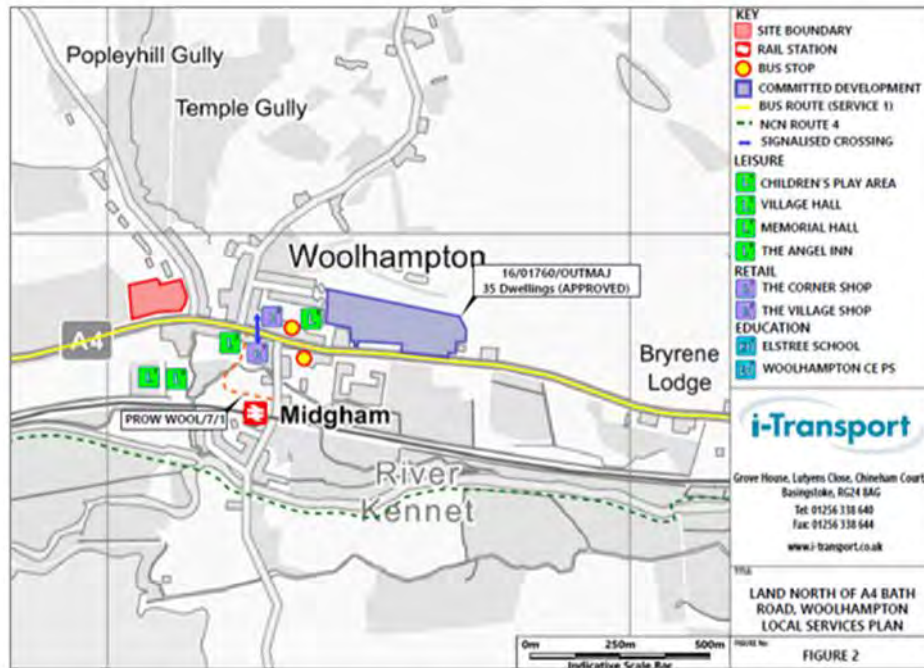 Popleyhill Gully
Temple Gully
Woolhampton
16/01760/OUTMAJ
35 Dwellings (APPROVED)
A4
Bryrene
Lodge
PROW WOOL/7/1
Midgham
River
Kennet
0m 250m 500m
Indicative Scale Bar
KEY
SITE BOUNDARY
RAIL STATION
BUS STOP
COMMITTED DEVELOPMENT
BUS ROUTE (SERVICE 1)
NCN ROUTE 4
SIGNALISED CROSSING
LEISURE
CHILDREN'S PLAY AREA
VILLAGE HALL
MEMORIAL HALL
THE ANGEL INN
RETAIL
THE CORNER SHOP
THE VILLAGE SHOP
EDUCATION
ELSTREE SCHOOL
WOOLHAMPTON CE PS
i-Transport
Grove House, Lutyens Close, Chineham Court,
Basingstoke, RG24 8AG
Tel: 01256 338 640
Fax: 01256 338 644
www.i-transport.co.uk
TITLE
LAND NORTH OF A4 BATH
ROAD, WOOLHAMPTON
LOCAL SERVICES PLAN
FIGURE No:
FIGURE 2